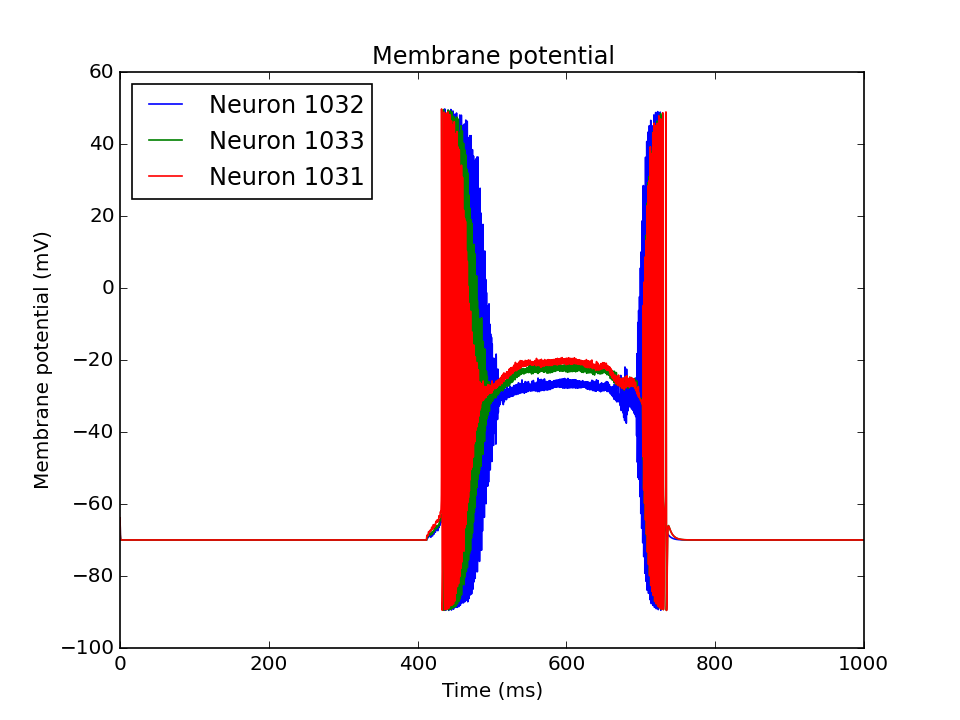 Membrane potential
60
40
20
0
−20
−40
−60
−80
−100
Membrane potential (mV)
Neuron 1032
Neuron 1033
Neuron 1031
0 200 400 600 800 1000
Time (ms)